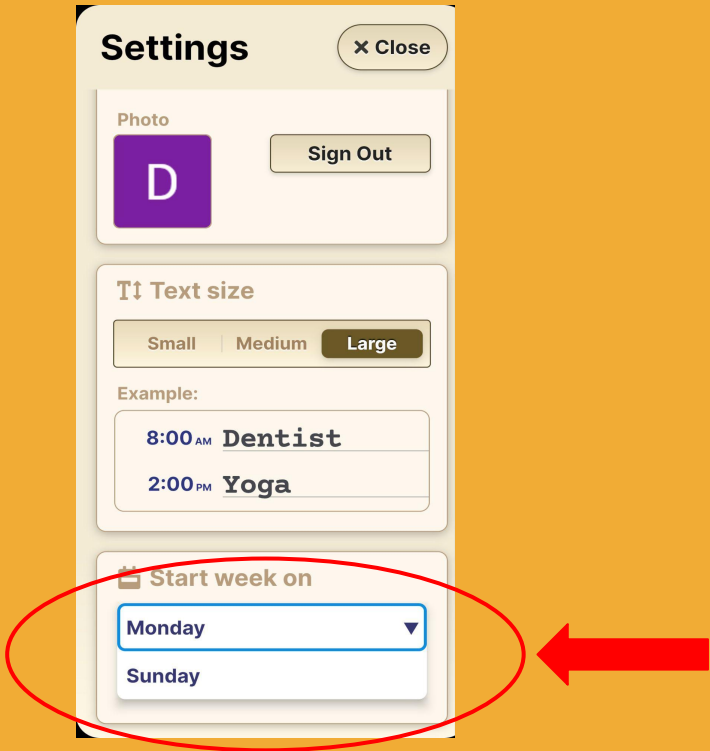 Settings
× Close
Photo
D
Sign Out
Text size
Small Medium Large
Example:
8:00 AM Dentist
2:00 PM Yoga
Start week on
Monday
Sunday